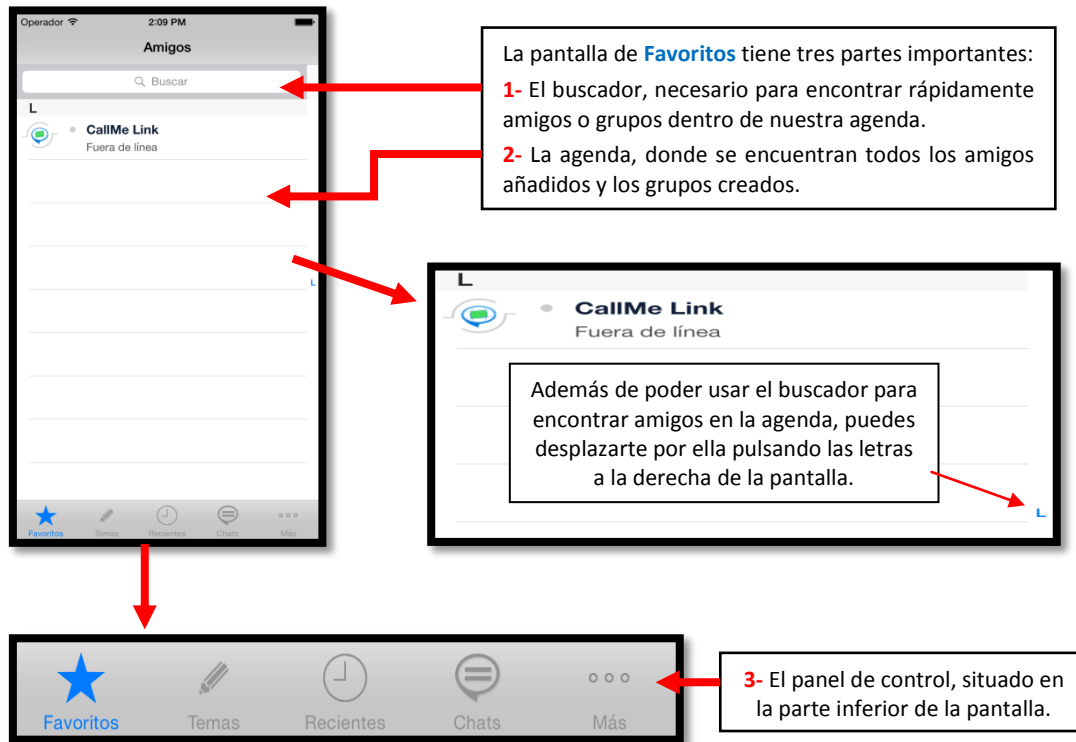 Operador 2:09 PM
Amigos
Buscar
L
CallMe Link
Fuera de línea
L
Favoritos Temas Recientes Chats Más
La pantalla de Favoritos tiene tres partes importantes:
1- El buscador, necesario para encontrar rápidamente
amigos o grupos dentro de nuestra agenda.
2- La agenda, donde se encuentran todos los amigos
añadidos y los grupos creados.
L
CallMe Link
Fuera de línea
Además de poder usar el buscador para
encontrar amigos en la agenda, puedes
desplazarte por ella pulsando las letras
a la derecha de la pantalla.
L
Favoritos Temas Recientes Chats Más
3- El panel de control, situado en
la parte inferior de la pantalla.